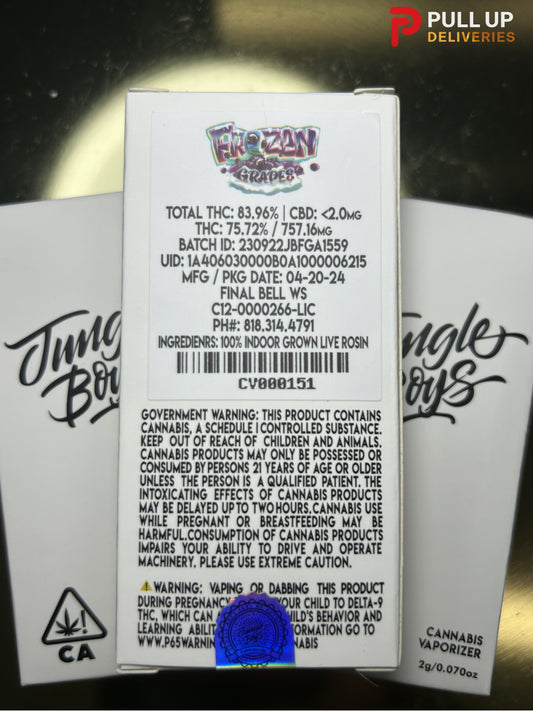 PULL UP
DELIVERIES
FROZEN
GRAPES
TOTAL THC: 83.96% | CBD: <2.0MG
THC: 75.72% / 757.16MG
BATCH ID: 230922JBFGA1559
UID: 1A406030000B0A1000006215
MFG / PKG DATE: 04-20-24
FINAL BELL WS
C12-0000266-LIC
PH#: 818.314.4791
INGREDIENRS: 100% INDOOR GROWN LIVE ROSIN
CV000151
GOVERNMENT WARNING: THIS PRODUCT CONTAINS
CANNABIS, A SCHEDULE I CONTROLLED SUBSTANCE.
KEEP OUT OF REACH OF CHILDREN AND ANIMALS.
CANNABIS PRODUCTS MAY ONLY BE POSSESSED OR
CONSUMED BY PERSONS 21 YEARS OF AGE OR OLDER
UNLESS THE PERSON IS A QUALIFIED PATIENT. THE
INTOXICATING EFFECTS OF CANNABIS PRODUCTS
MAY BE DELAYED UP TO TWO HOURS.CANNABIS USE
WHILE PREGNANT OR BREASTFEEDING MAY BE
HARMFUL.CONSUMPTION OF CANNABIS PRODUCTS
IMPAIRS YOUR ABILITY TO DRIVE AND OPERATE
MACHINERY. PLEASE USE EXTREME CAUTION.
WARNING: VAPING OR DABBING THIS PRODUCT
DURING PREGNANCY YOUR CHILD TO DELTA-9
THC, WHICH CAN CHILD'S BEHAVIOR AND
LEARNING INFORMATION GO TO
Jungle Boys
Jungle
Boys
ngle
oys
CA
CANNABIS
VAPORIZER
2g/0.070oz